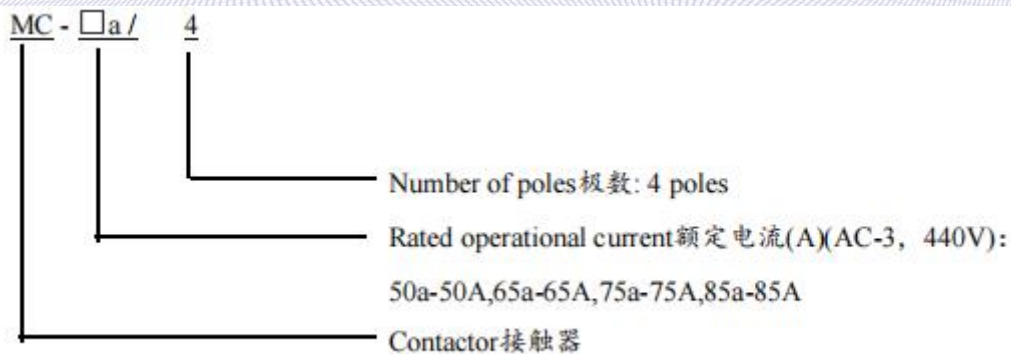 MC - □a / 4
Number of poles极数: 4 poles
Rated operational current额定电流(A)(AC-3，440V)：
50a-50A,65a-65A,75a-75A,85a-85A
Contactor接触器